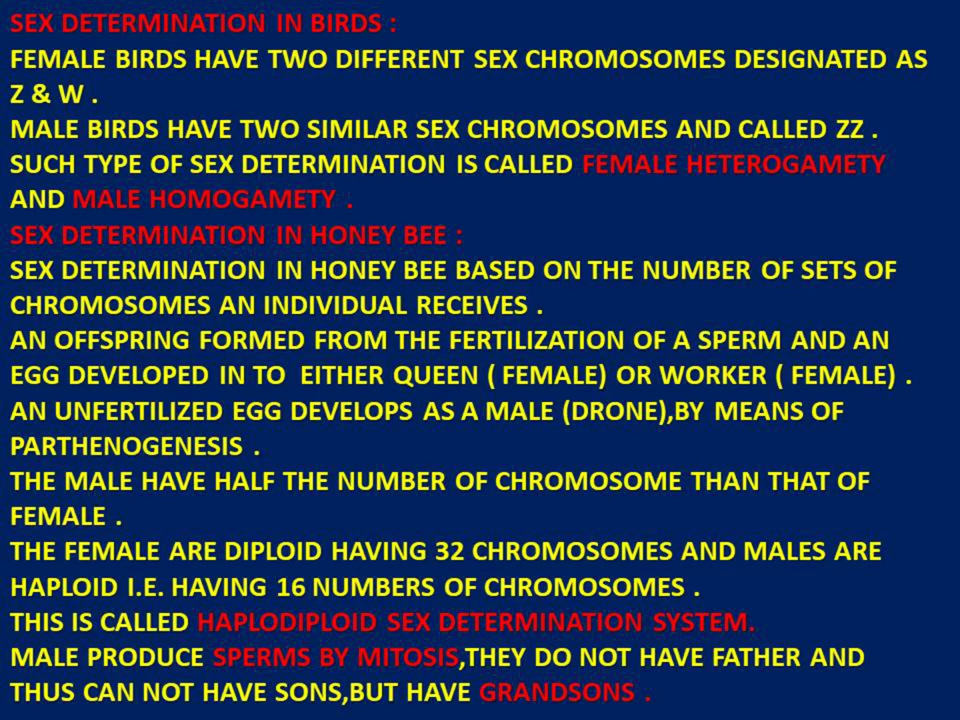 SEX DETERMINATION IN BIRDS :
FEMALE BIRDS HAVE TWO DIFFERENT SEX CHROMOSOMES DESIGNATED AS
Z & W .
MALE BIRDS HAVE TWO SIMILAR SEX CHROMOSOMES AND CALLED ZZ .
SUCH TYPE OF SEX DETERMINATION IS CALLED FEMALE HETEROGAMETY
AND MALE HOMOGAMETY .
SEX DETERMINATION IN HONEY BEE :
SEX DETERMINATION IN HONEY BEE BASED ON THE NUMBER OF SETS OF
CHROMOSOMES AN INDIVIDUAL RECEIVES .
AN OFFSPRING FORMED FROM THE FERTILIZATION OF A SPERM AND AN
EGG DEVELOPED IN TO  EITHER QUEEN ( FEMALE) OR WORKER ( FEMALE) .
AN UNFERTILIZED EGG DEVELOPS AS A MALE (DRONE),BY MEANS OF
PARTHENOGENESIS .
THE MALE HAVE HALF THE NUMBER OF CHROMOSOME THAN THAT OF
FEMALE .
THE FEMALE ARE DIPLOID HAVING 32 CHROMOSOMES AND MALES ARE
HAPLOID I.E. HAVING 16 NUMBERS OF CHROMOSOMES .
THIS IS CALLED HAPLODIPLOID SEX DETERMINATION SYSTEM.
MALE PRODUCE SPERMS BY MITOSIS,THEY DO NOT HAVE FATHER AND
THUS CAN NOT HAVE SONS,BUT HAVE GRANDSONS .